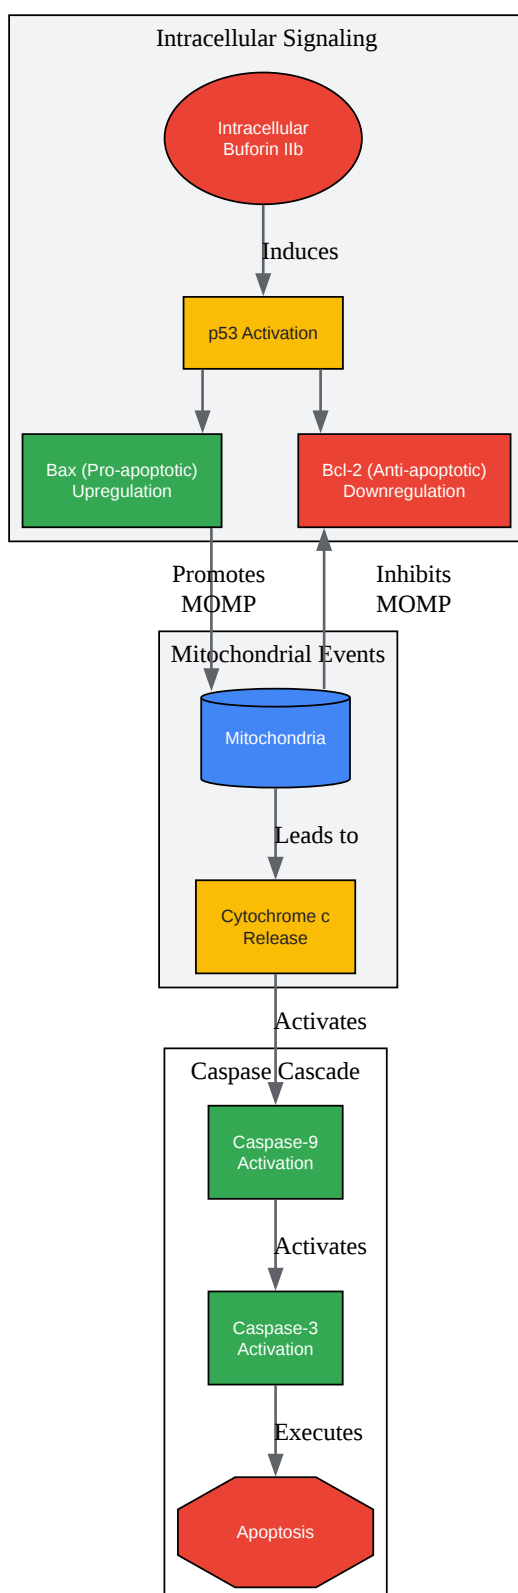 Intracellular Signaling
Intracellular
Buforin IIb
Induces
p53 Activation
Bax (Pro-apoptotic)
Upregulation
Bcl-2 (Anti-apoptotic)
Downregulation
Promotes
MOMP
Inhibits
MOMP
Mitochondrial Events
Mitochondria
Leads to
Cytochrome c
Release
Activates
Caspase Cascade
Caspase-9
Activation
Activates
Caspase-3
Activation
Executes
Apoptosis